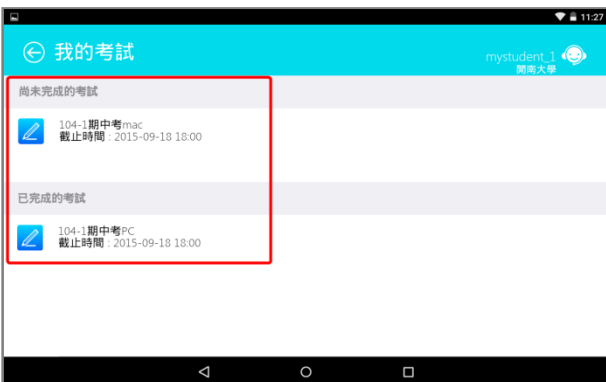 11:27
我的考試
mystudent_1
開南大學
尚未完成的考試
104-1期中考mac
截止時間 : 2015-09-18 18:00
已完成的考試
104-1期中考PC
截止時間 : 2015-09-18 18:00